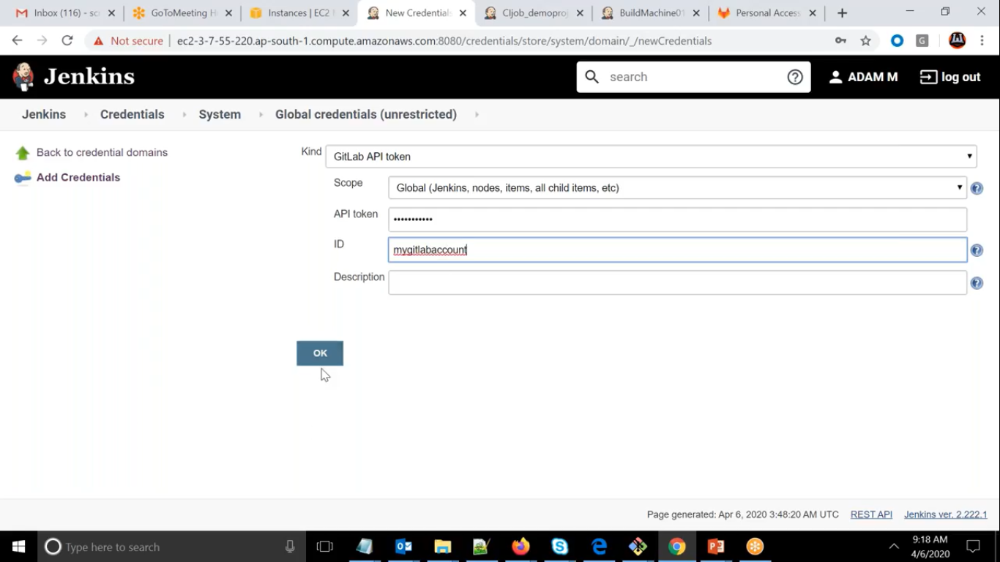 Inbox (116) - sc
GoToMeeting H
Instances | EC2
New Credentials
CIjob_demoproj
BuildMachine01
Personal Access
Not secure
ec2-3-7-55-220.ap-south-1.compute.amazonaws.com:8080/credentials/store/system/domain/_/newCredentials
G
Jenkins
search
ADAM M
log out
Jenkins
Credentials
System
Global credentials (unrestricted)
Back to credential domains
Add Credentials
Kind
GitLab API token
Scope
Global (Jenkins, nodes, items, all child items, etc)
API token
•••••••••••
ID
mygitlabaccount
Description
OK
Page generated: Apr 6, 2020 3:48:20 AM UTC
REST API
Jenkins ver. 2.222.1
Type here to search
9:18 AM
4/6/2020